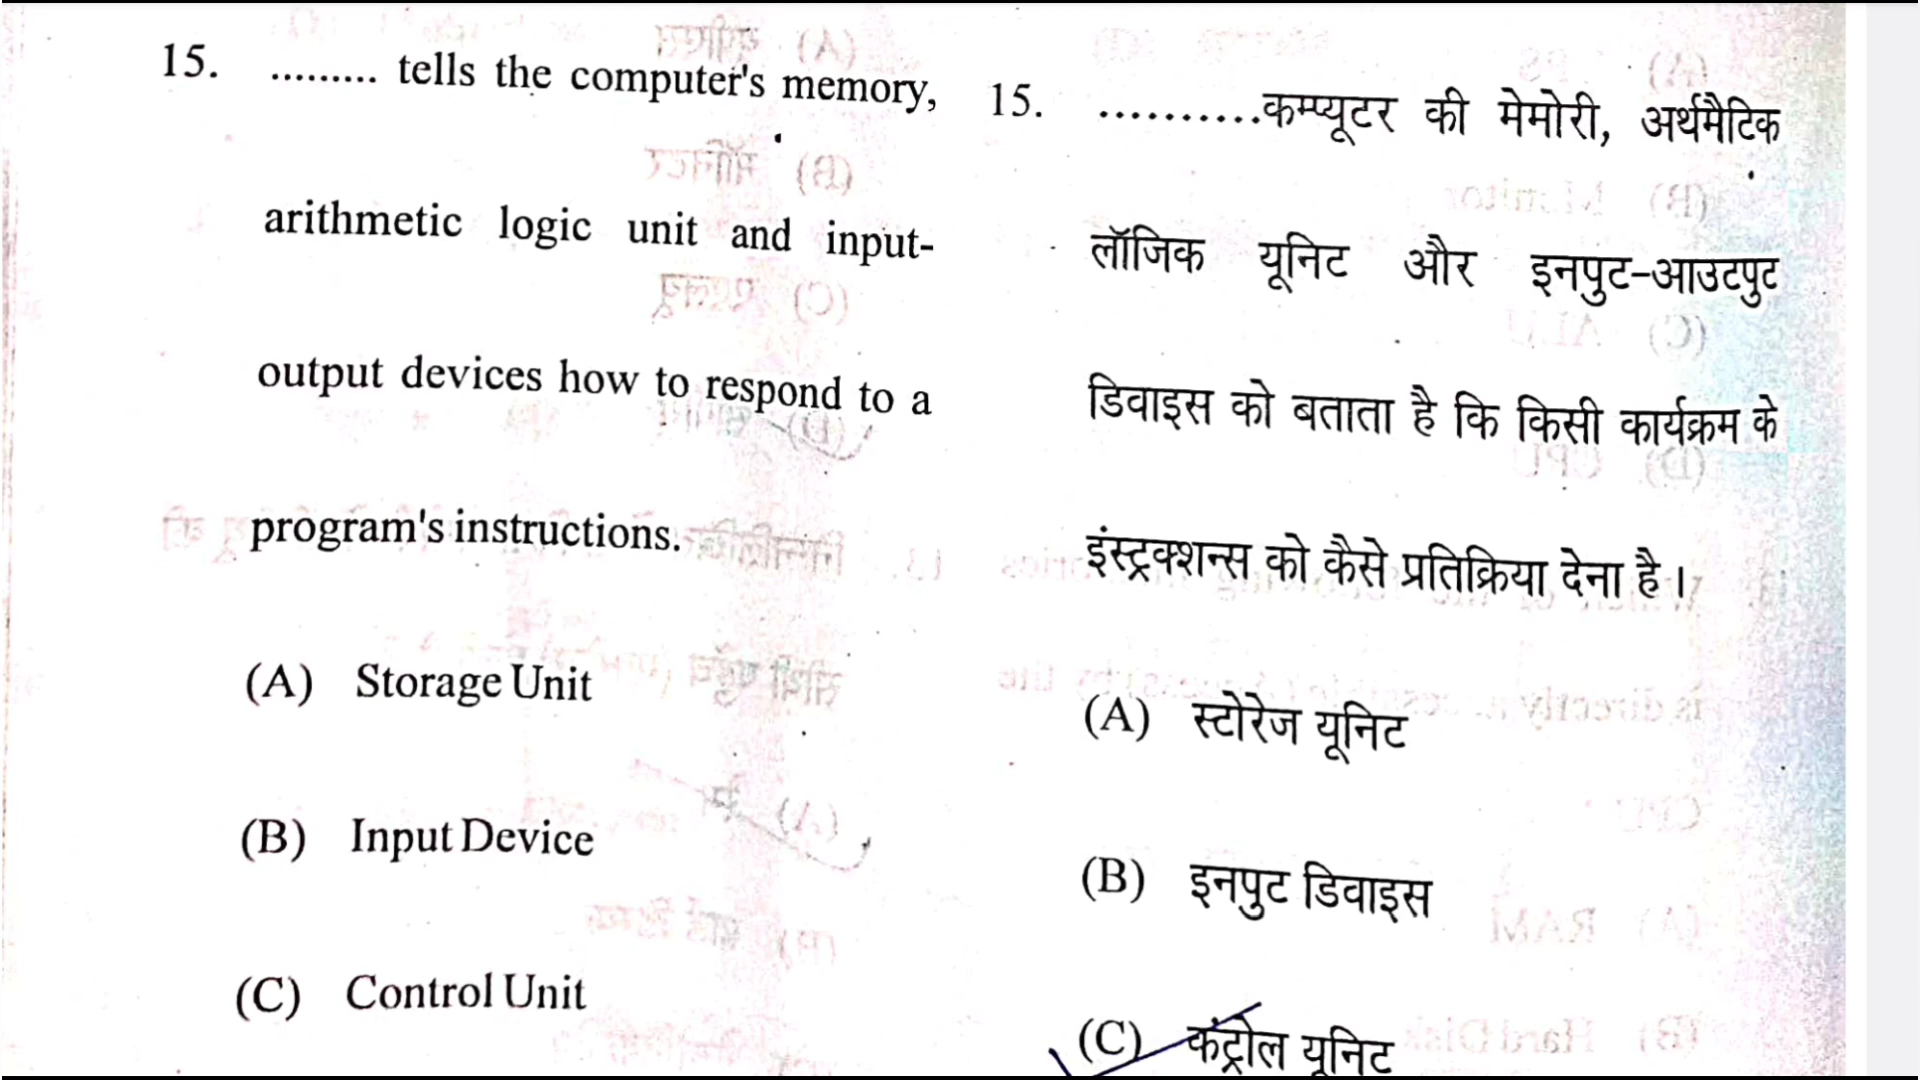 15. ......... tells the computer's memory,
arithmetic logic unit and input-
output devices how to respond to a
program's instructions.
(A) Storage Unit
(B) Input Device
(C) Control Unit
15. ...........कम्प्यूटर की मेमोरी, अर्थमैटिक
लॉजिक यूनिट और इनपुट-आउटपुट
डिवाइस को बताता है कि किसी कार्यक्रम के
इंस्ट्रक्शन्स को कैसे प्रतिक्रिया देना है।
(A) स्टोरेज यूनिट
(B) इनपुट डिवाइस
(C) कंट्रोल यूनिट